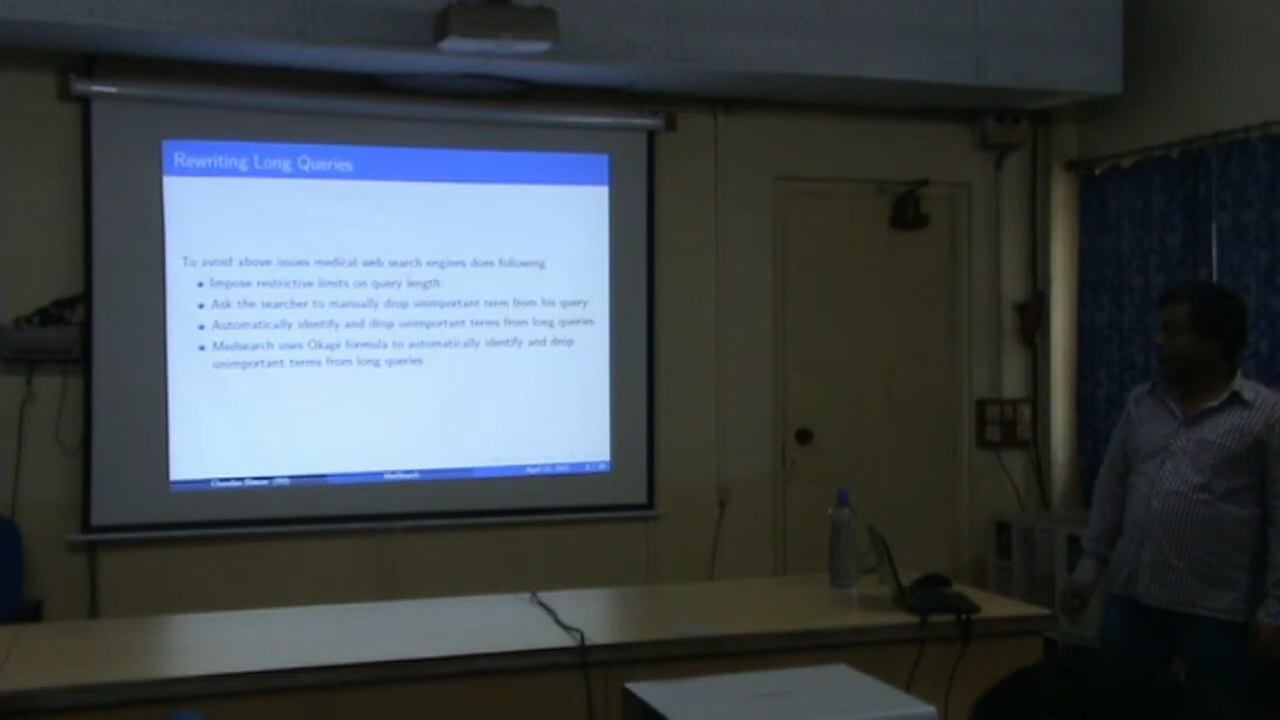 Rewriting Long Queries
To avoid above issues medical web search engines does following
Impose restrictive limits on query length.
Ask the searcher to manually drop unimportant term from his query
Automatically identify and drop unimportant terms from long queries
Medsearch uses Okapi formula to automatically identify and drop
unimportant terms from long queries
MedSearch
April